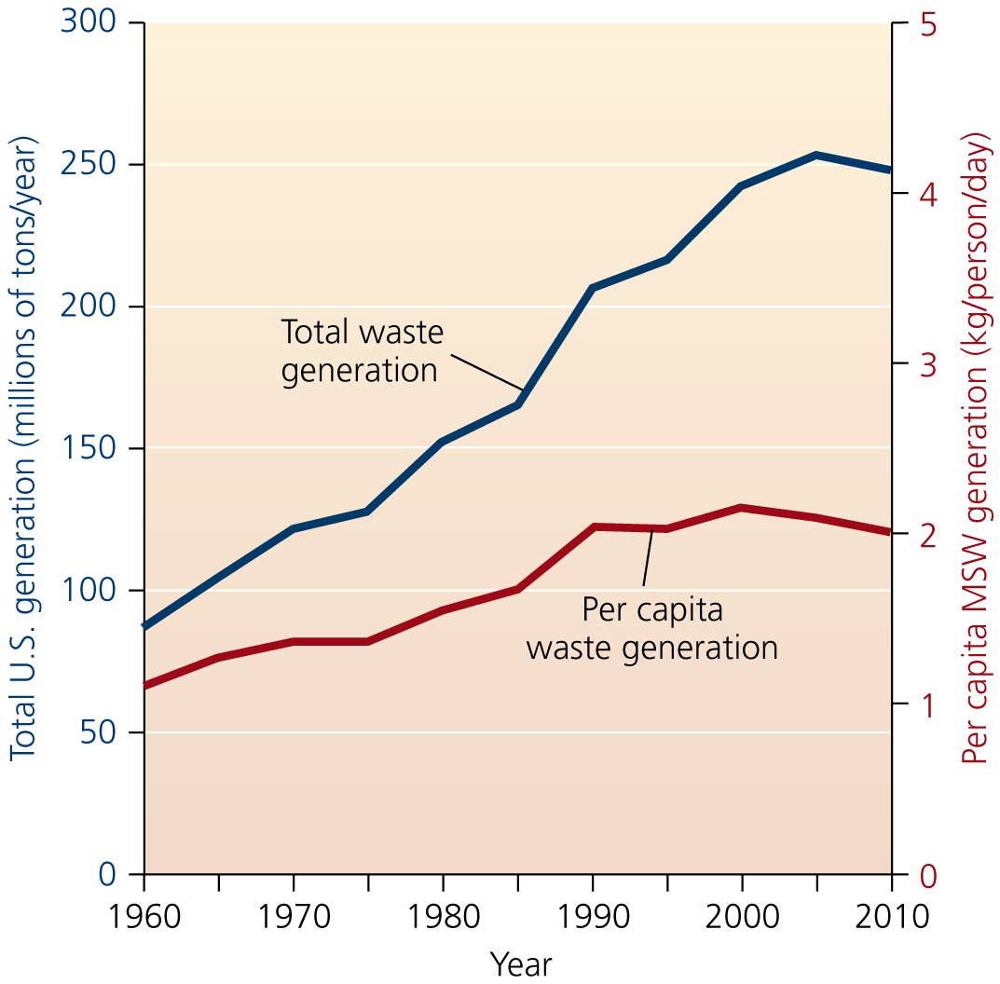 Total U.S. generation (millions of tons/year)
300
250
200
150
100
50
0
Total waste
generation
Per capita
waste generation
5
4
3
2
1
0
Per capita MSW generation (kg/person/day)
1960 1970 1980 1990 2000 2010
Year